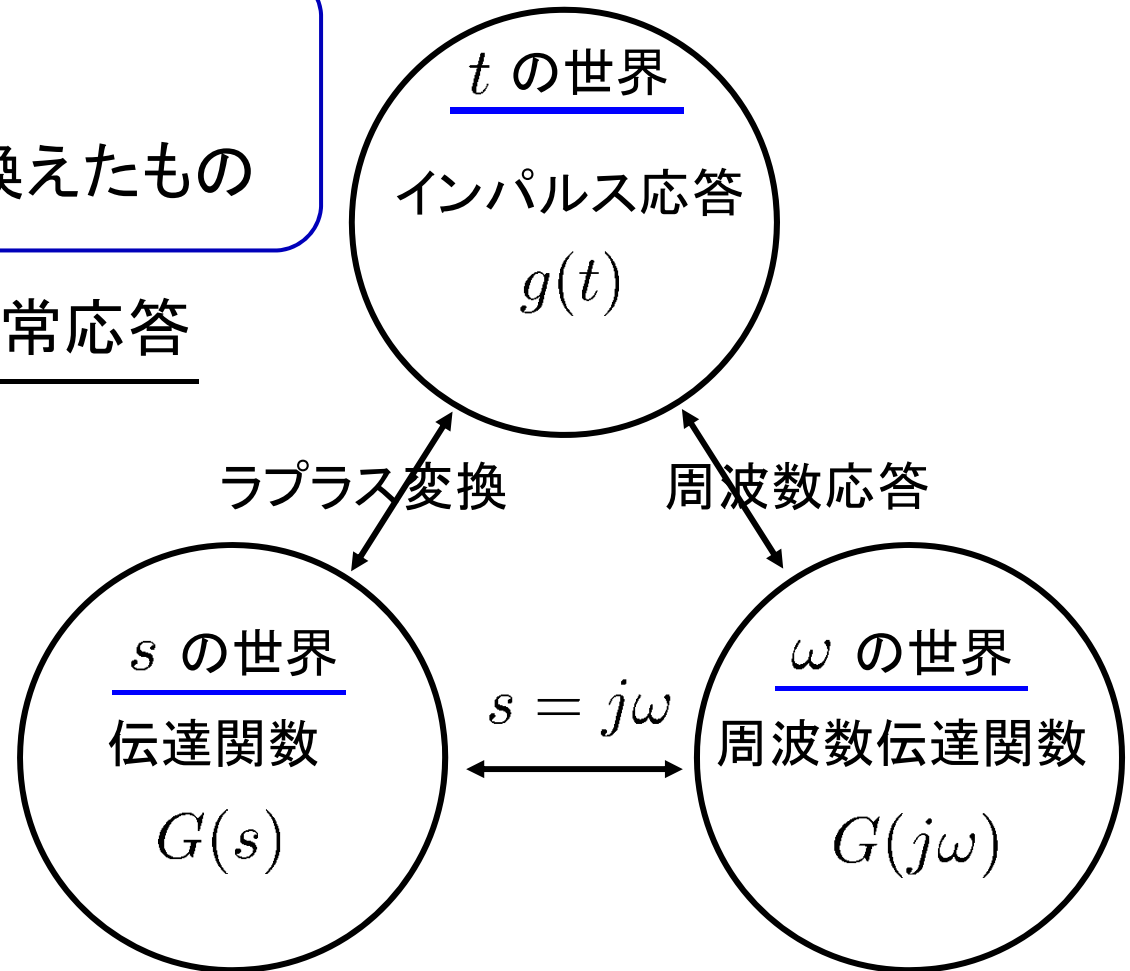 換えたもの
常応答
t の世界
インパルス応答
g(t)
ラプラス変換
周波数応答
s の世界
伝達関数
G(s)
s = jω
ω の世界
周波数伝達関数
G(jω)